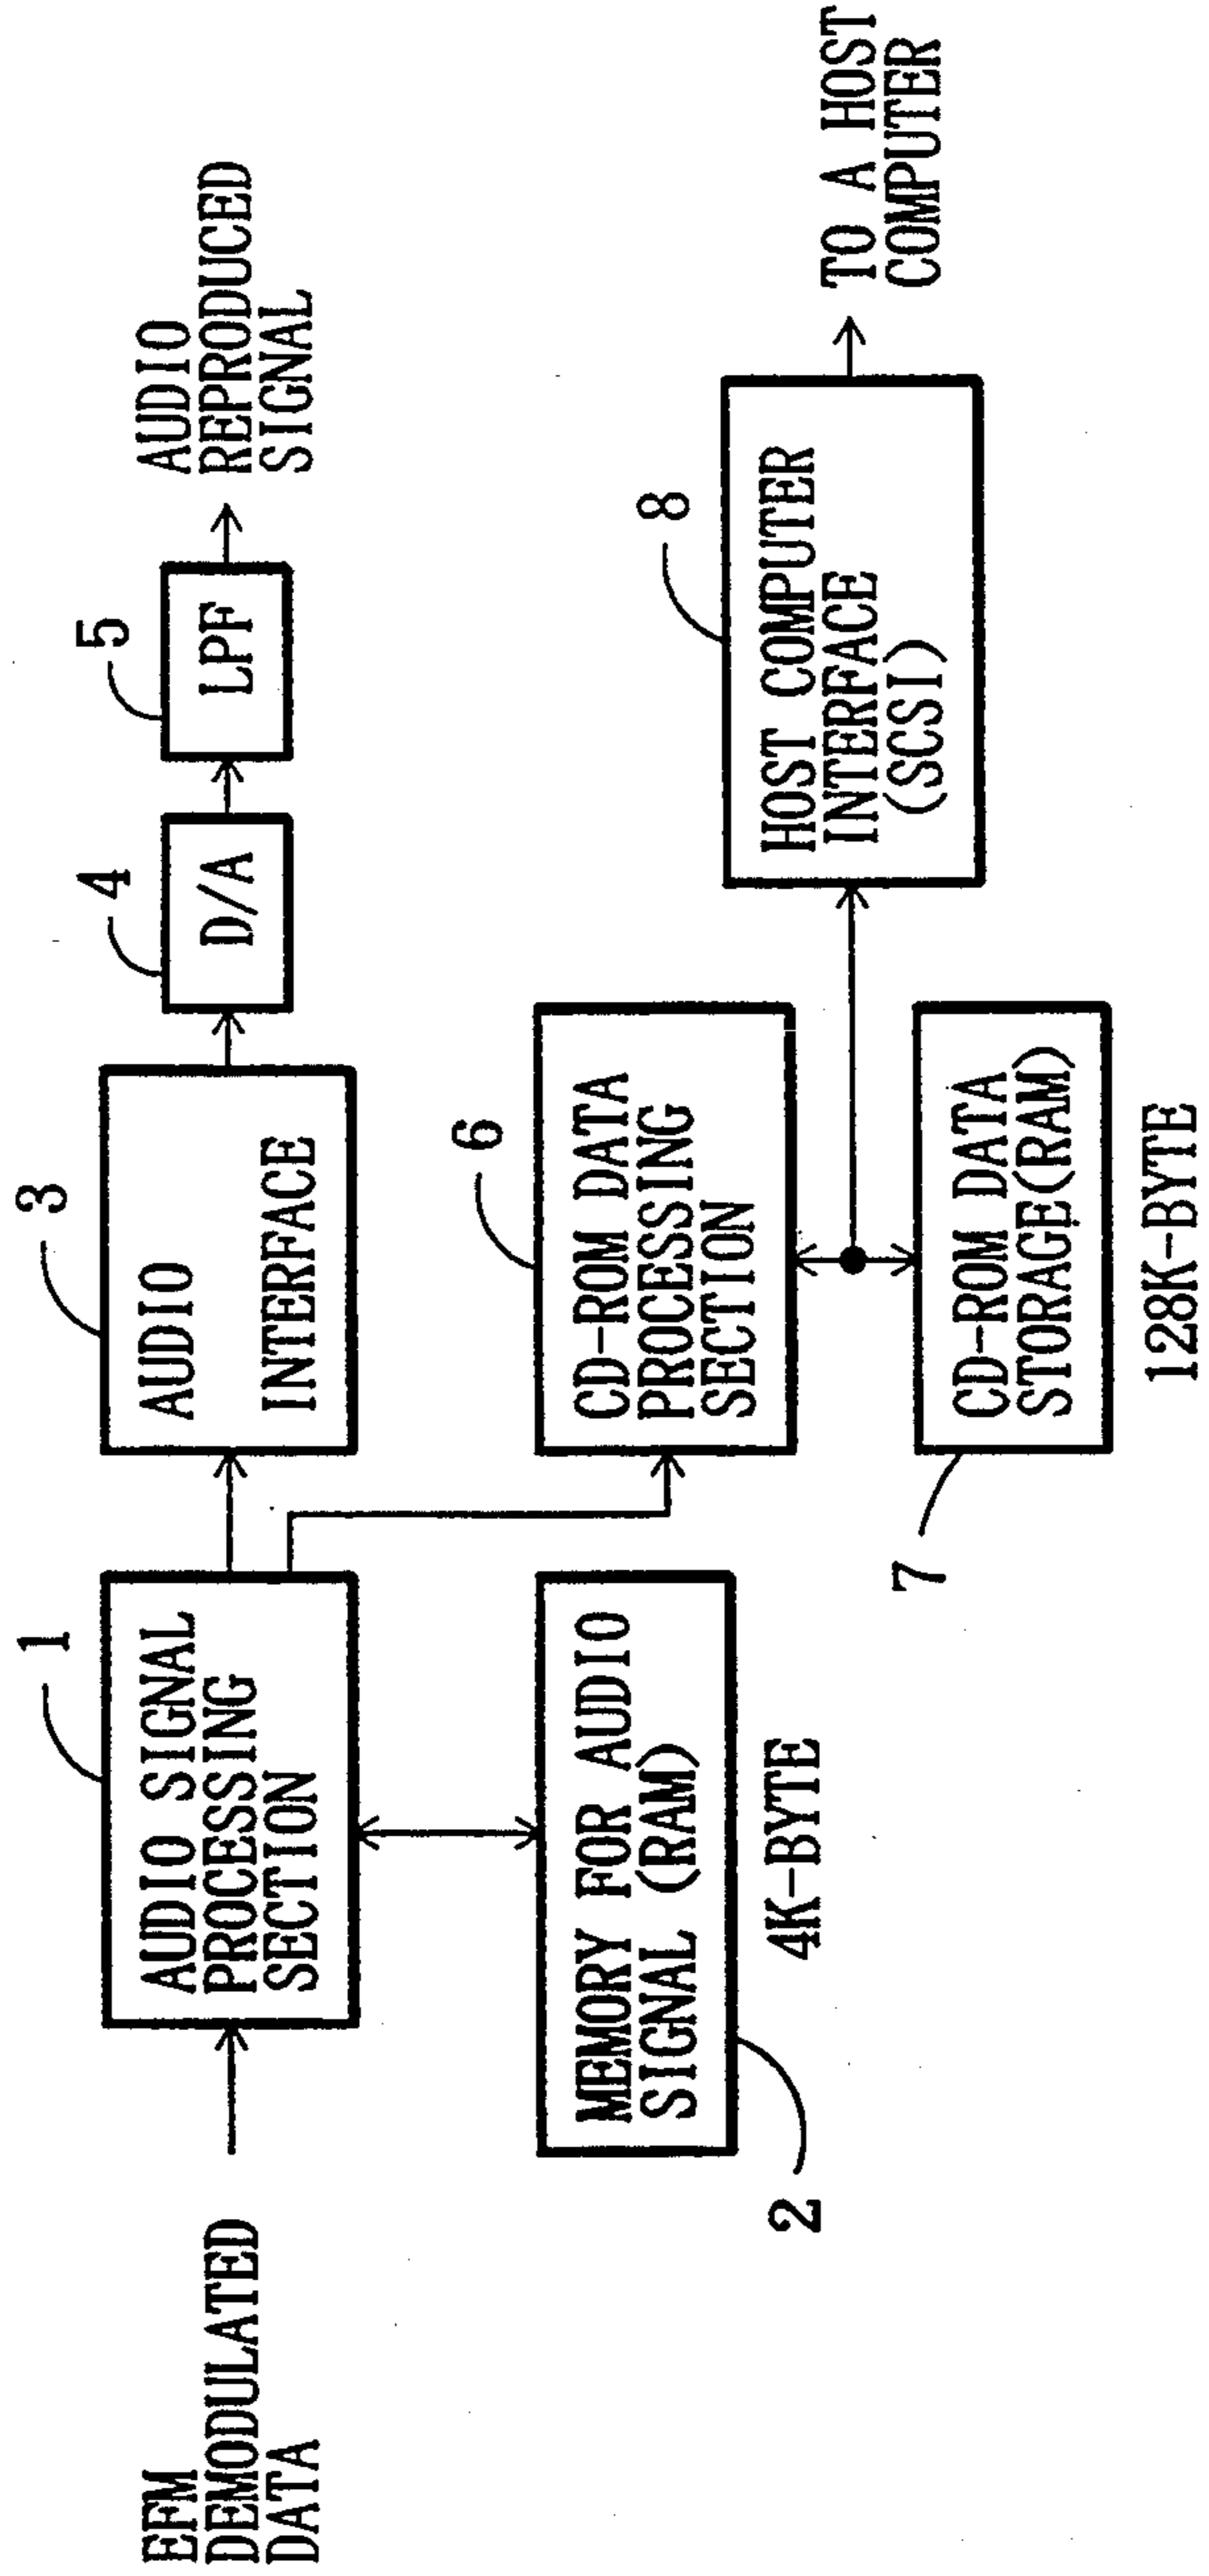 EFM
DEMODULATED
DATA
1
AUDIO SIGNAL
PROCESSING
SECTION
3
AUDIO
INTERFACE
4
D/A
5
LPF
AUDIO
REPRODUCED
SIGNAL
2
MEMORY FOR AUDIO
SIGNAL (RAM)
4K-BYTE
6
CD-ROM DATA
PROCESSING
SECTION
7
CD-ROM DATA
STORAGE(RAM)
128K-BYTE
8
HOST COMPUTER
INTERFACE
(SCSI)
TO A HOST
COMPUTER